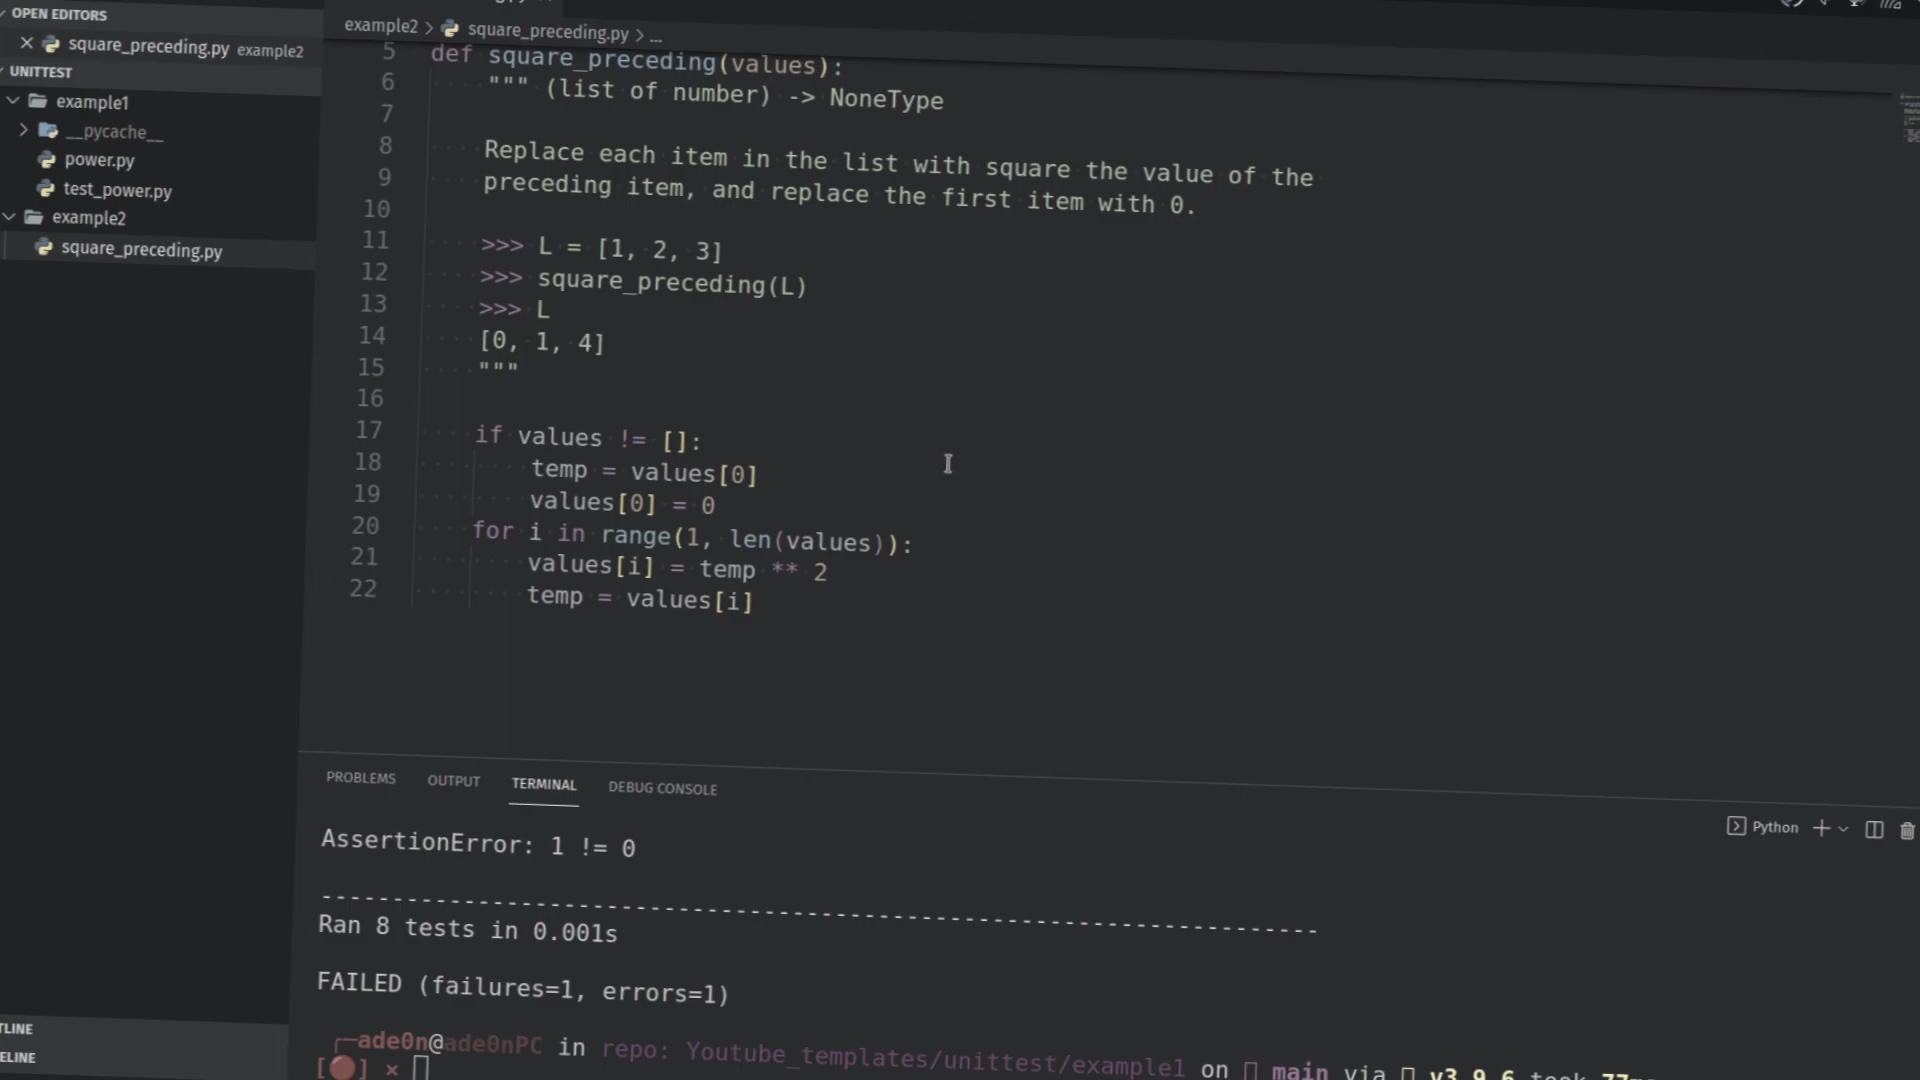 OPEN EDITORS
square_preceding.py example2
UNITTEST
example1
__pycache__
power.py
test_power.py
example2
square_preceding.py
example2 > square_preceding.py > ...
5 def square_preceding(values):
6 """ (list of number) -> NoneType
7
8 Replace each item in the list with square the value of the
9 preceding item, and replace the first item with 0.
10
11 >>> L = [1, 2, 3]
12 >>> square_preceding(L)
13 >>> L
14 [0, 1, 4]
15 """
16
17 if values != []:
18 temp = values[0]
19 values[0] = 0
20 for i in range(1, len(values)):
21 values[i] = temp ** 2
22 temp = values[i]
PROBLEMS OUTPUT TERMINAL DEBUG CONSOLE
Python
AssertionError: 1 != 0
----------------------------------------------------------------------
Ran 8 tests in 0.001s
FAILED (failures=1, errors=1)
ade0n@ade0nPC in repo: Youtube_templates/unittest/example1 on main via v3.9.6 took
[ ] ×
TLINE
ELINE